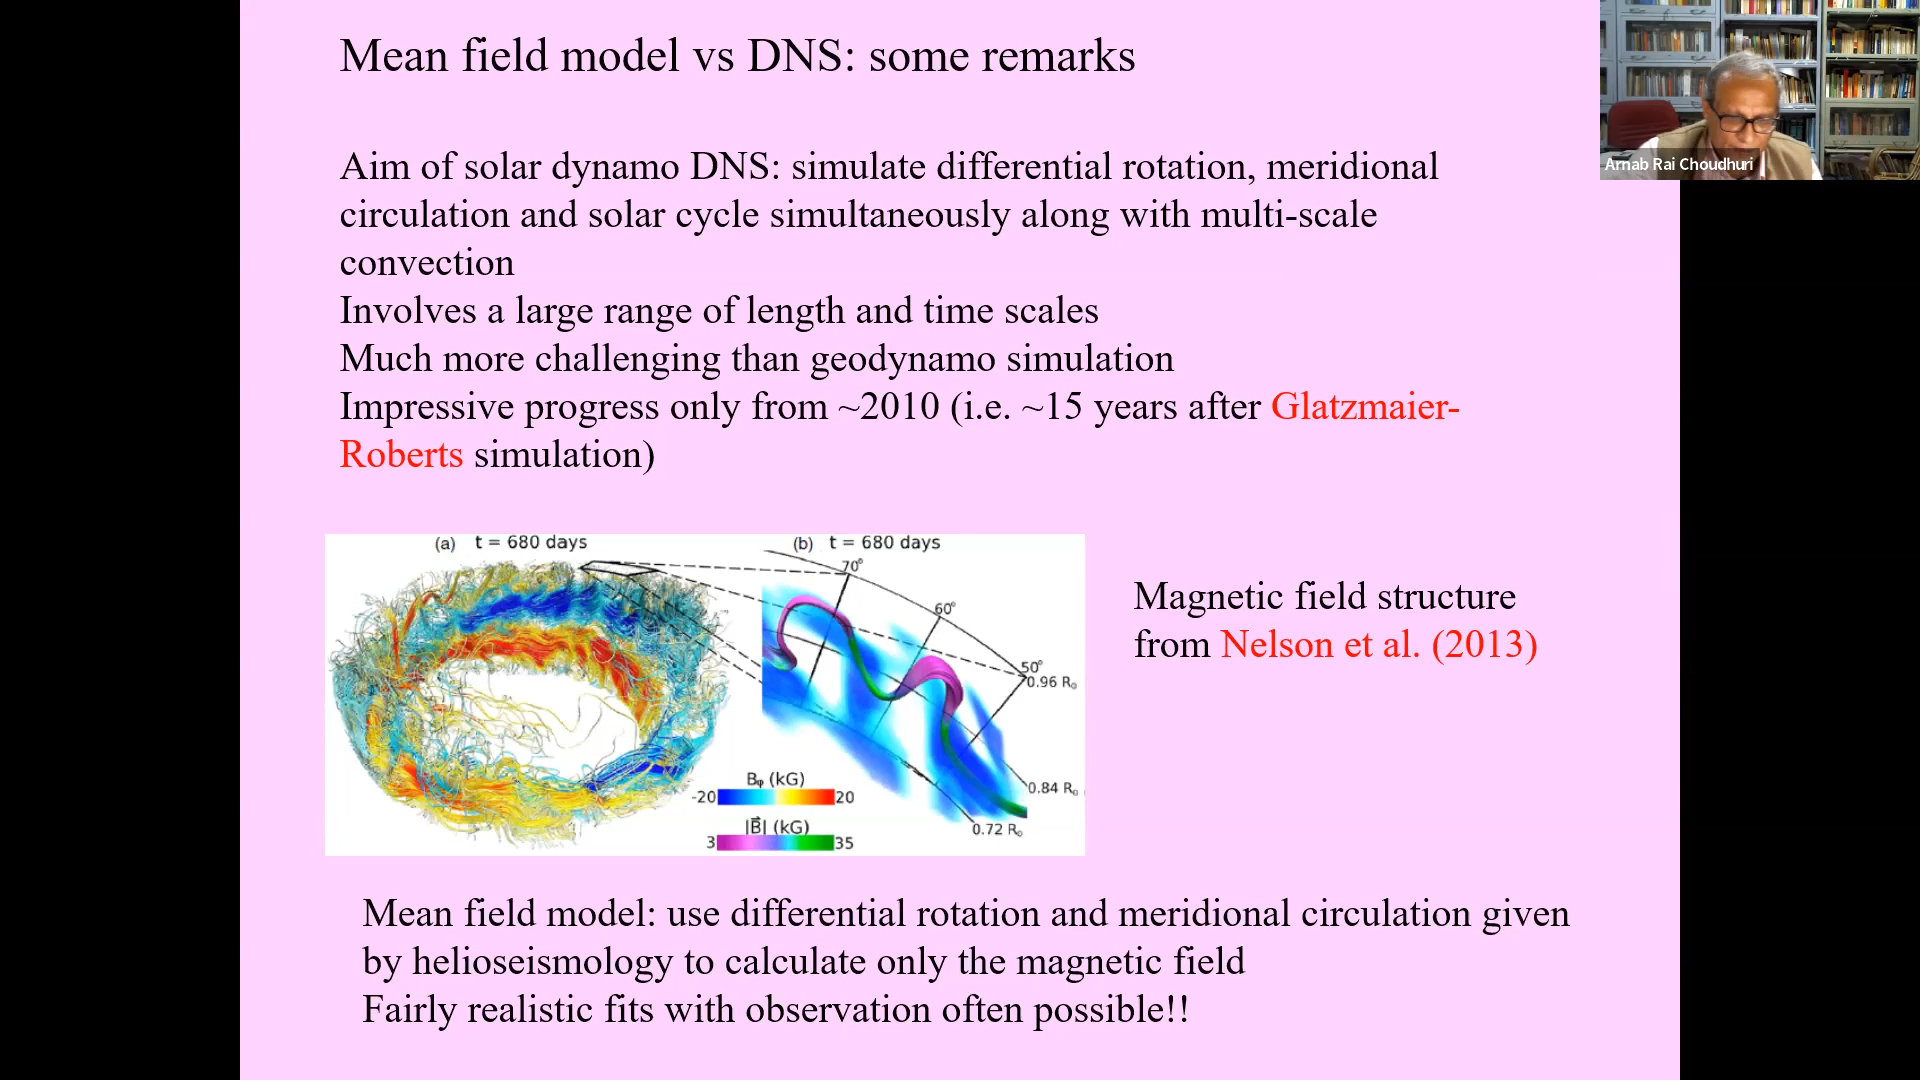 Mean field model vs DNS: some remarks
Arnab Rai Choudhuri
Aim of solar dynamo DNS: simulate differential rotation, meridional
circulation and solar cycle simultaneously along with multi-scale
convection
Involves a large range of length and time scales
Much more challenging than geodynamo simulation
Impressive progress only from ~2010 (i.e. ~15 years after Glatzmaier-
Roberts simulation)
(a) t = 680 days
(b) t = 680 days
70°
60°
50°
0.96 R☉
0.84 R☉
0.72 R☉
Bφ (kG)
-20 20
|B⃗| (kG)
3 35
Magnetic field structure
from Nelson et al. (2013)
Mean field model: use differential rotation and meridional circulation given
by helioseismology to calculate only the magnetic field
Fairly realistic fits with observation often possible!!